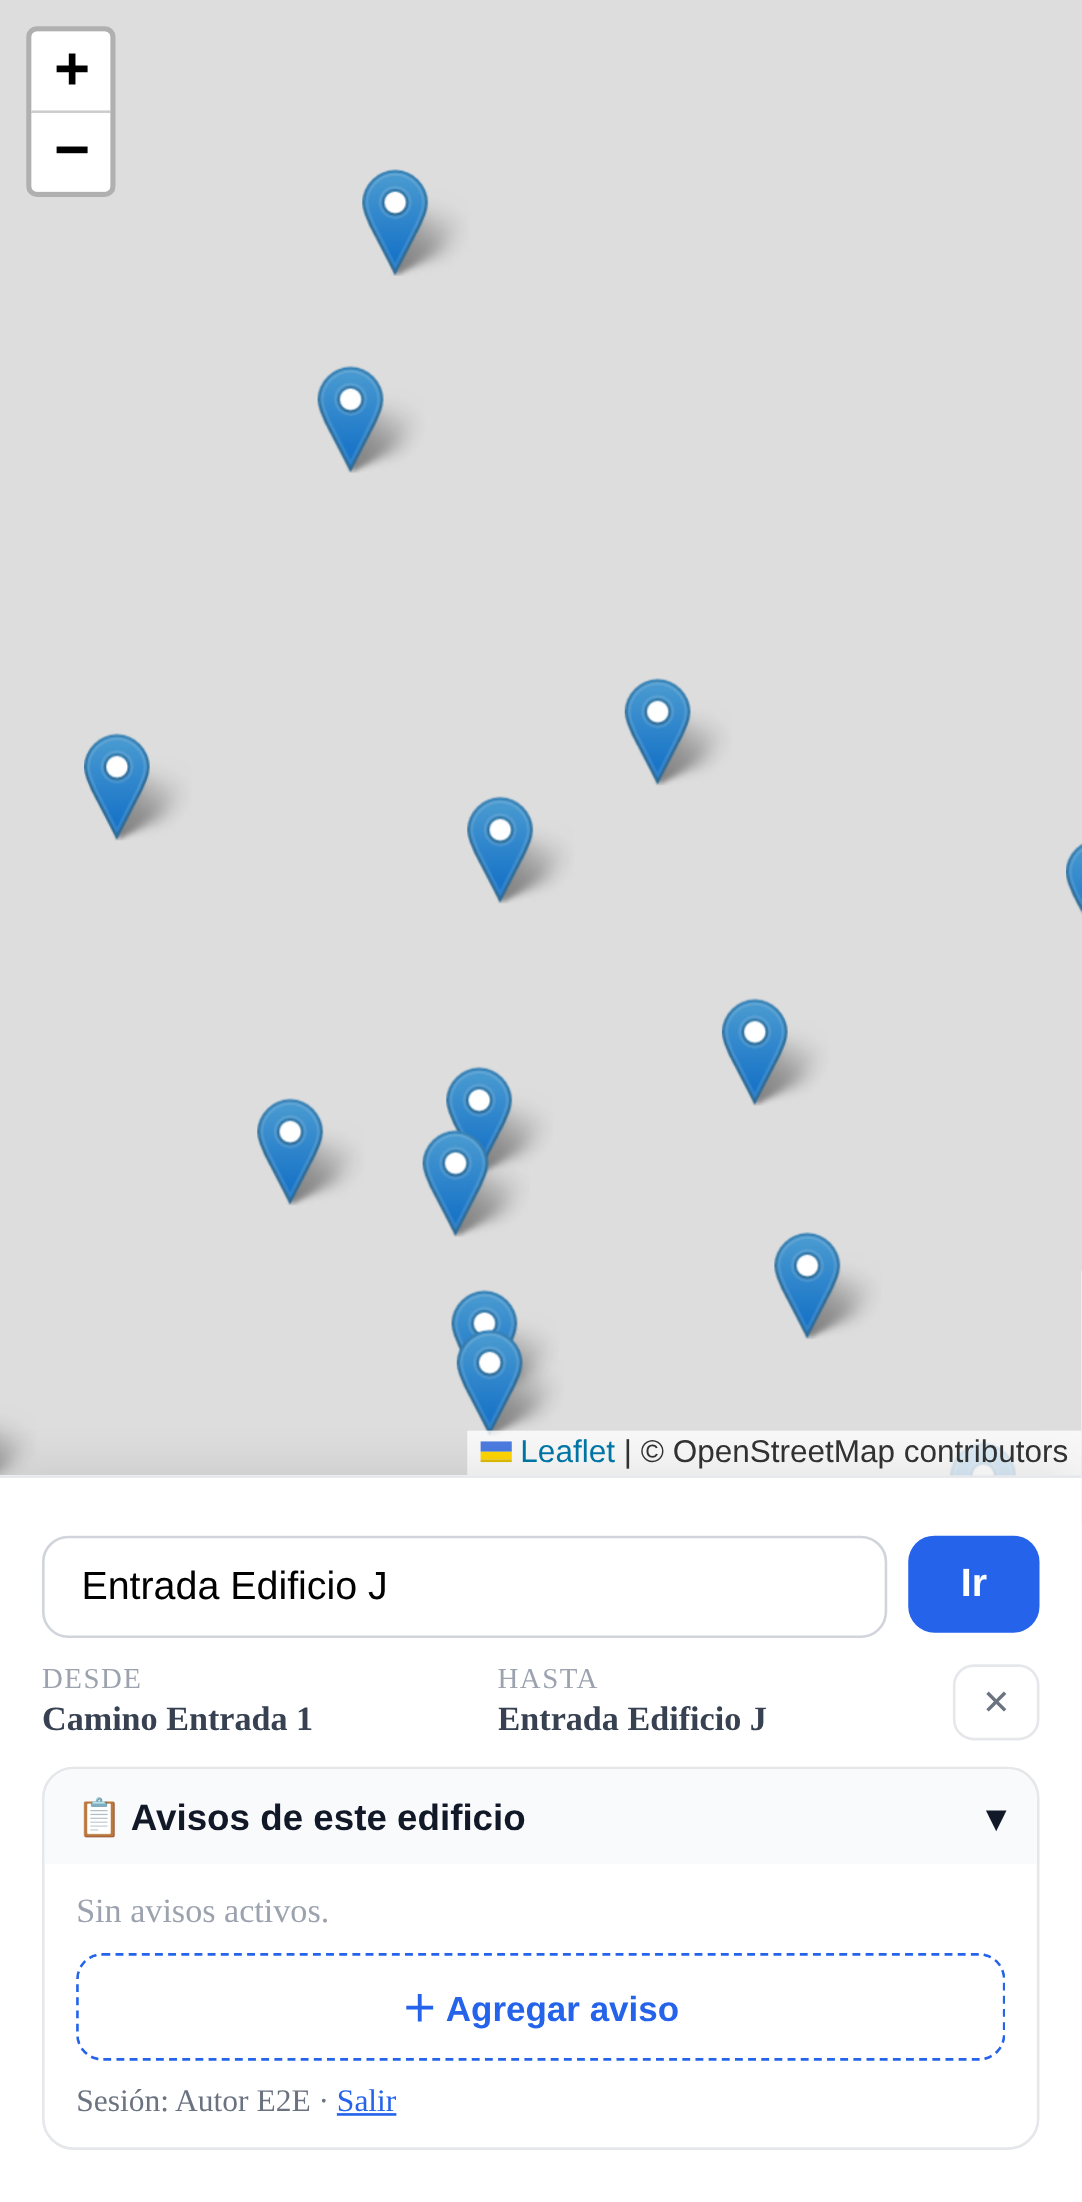 +
−
Leaflet | © OpenStreetMap contributors
Entrada Edificio J
Ir
DESDE
Camino Entrada 1
HASTA
Entrada Edificio J
✕
📋 Avisos de este edificio ▼
Sin avisos activos.
+ Agregar aviso
Sesión: Autor E2E · Salir